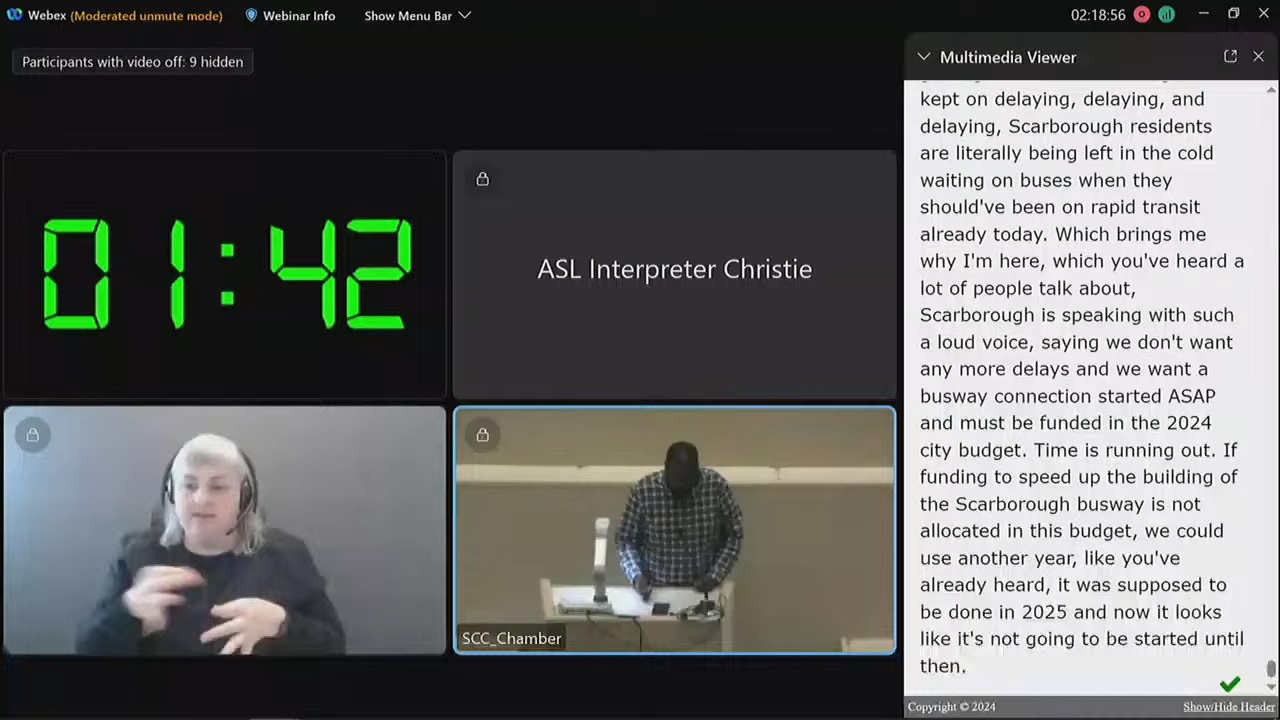 Webex (Moderated unmute mode) Webinar Info Show Menu Bar 02:18:56
Participants with video off: 9 hidden
01:42
ASL Interpreter Christie
SCC_Chamber
Multimedia Viewer
kept on delaying, delaying, and
delaying, Scarborough residents
are literally being left in the cold
waiting on buses when they
should've been on rapid transit
already today. Which brings me
why I'm here, which you've heard a
lot of people talk about,
Scarborough is speaking with such
a loud voice, saying we don't want
any more delays and we want a
busway connection started ASAP
and must be funded in the 2024
city budget. Time is running out. If
funding to speed up the building of
the Scarborough busway is not
allocated in this budget, we could
use another year, like you've
already heard, it was supposed to
be done in 2025 and now it looks
like it's not going to be started until
then.
Copyright © 2024 Show/Hide Header